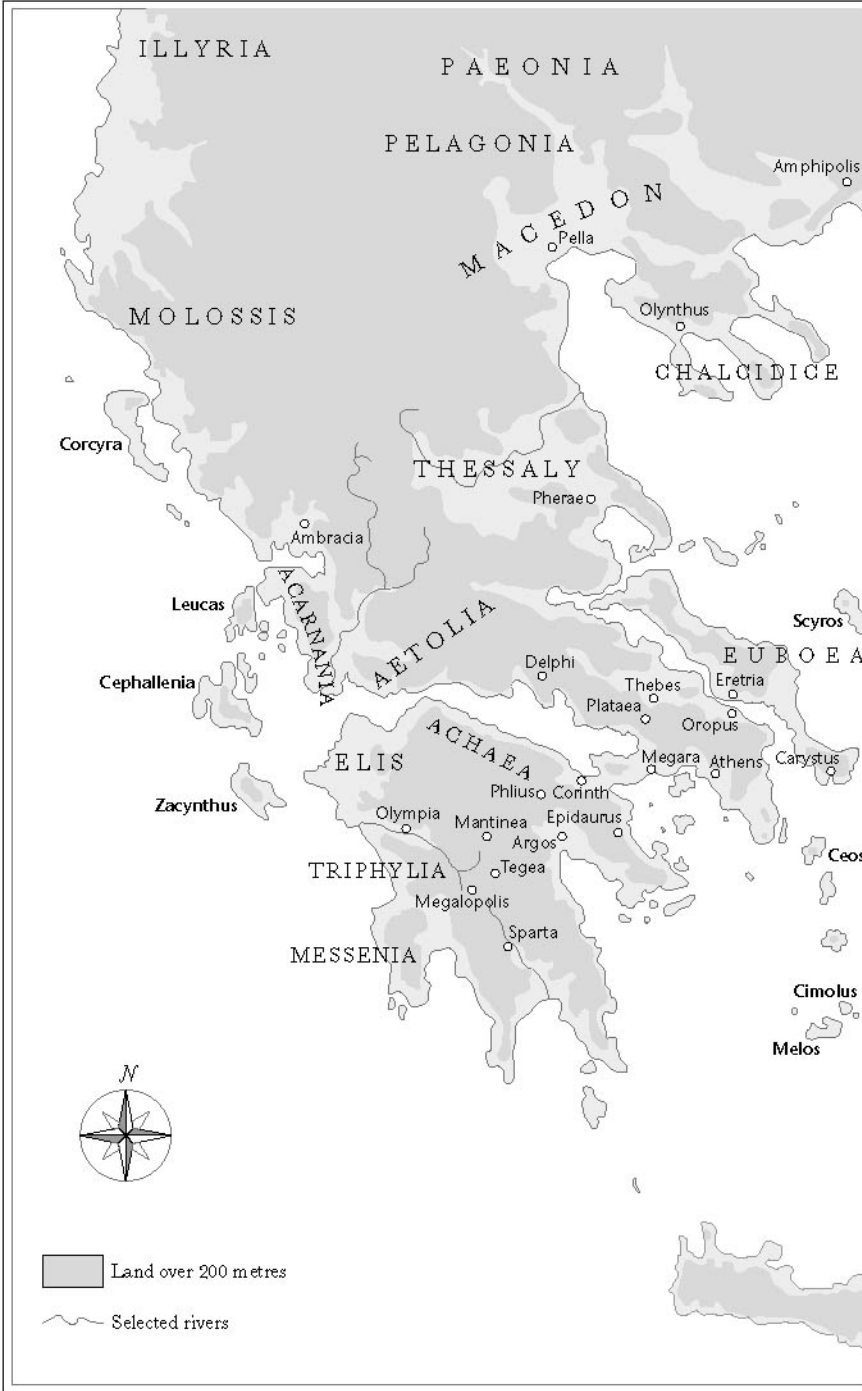 ILLYRIA
PAEONIA
PELAGONIA
Amphipolis
MACEDON
Pella
Olynthus
MOLOSSIS
CHALCIDICE
Corcyra
THESSALY
Pherae
Ambracia
ACARNANIA
Leucas
Scyros
AETOLIA
EUBOEA
Delphi
Cephallenia
Thebes
Eretria
Plataea
Oropus
ACHAEA
ELIS
Megara
Athens
Carystus
Phlius
Corinth
Zacynthus
Olympia
Mantinea
Epidaurus
Argos
Ceos
TRIPHYLIA
Tegea
Megalopolis
Sparta
MESSENIA
Cimolus
Melos
N
Land over 200 metres
Selected rivers